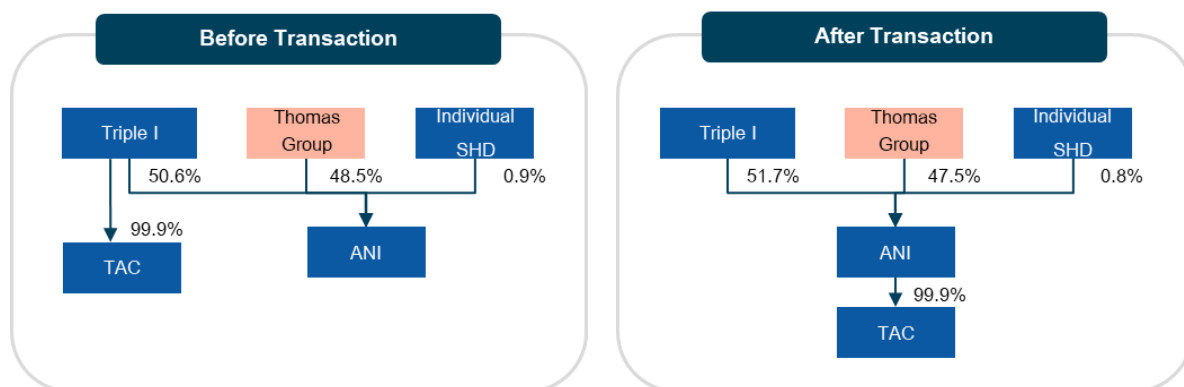 Before Transaction
Triple I
Thomas
Group
Individual
SHD
50.6%
48.5%
0.9%
99.9%
TAC
ANI
After Transaction
Triple I
Thomas
Group
Individual
SHD
51.7%
47.5%
0.8%
ANI
99.9%
TAC